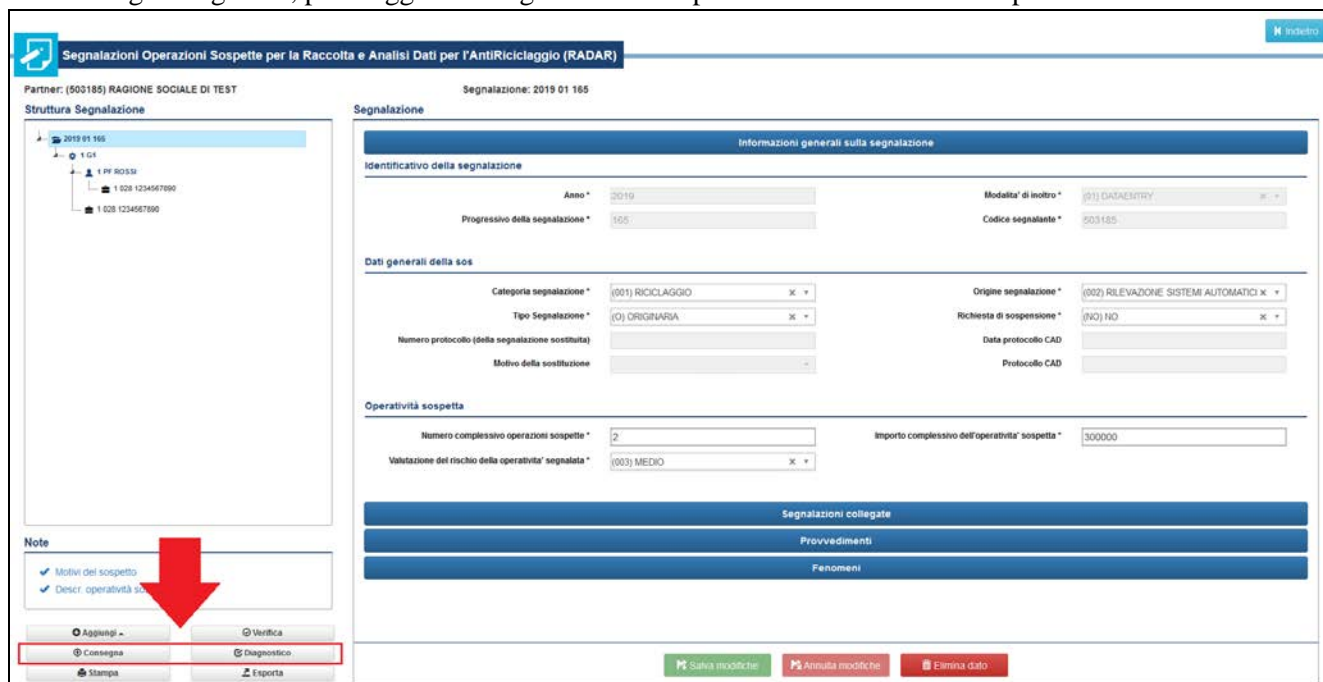 Indietro
Segnalazioni Operazioni Sospette per la Raccolta e Analisi Dati per l'AntiRiciclaggio (RADAR)
Partner: (503185) RAGIONE SOCIALE DI TEST Segnalazione: 2019 01 165
Struttura Segnalazione Segnalazione
2019 01 165
1 G1
1 PF ROSSI
1 028 1234567890
1 028 1234567890
Informazioni generali sulla segnalazione
Identificativo della segnalazione
Anno * 2019 Modalita' di inoltro * (01) DATAENTRY
Progressivo della segnalazione * 165 Codice segnalante * 503185
Dati generali della sos
Categoria segnalazione * (001) RICICLAGGIO Origine segnalazione * (002) RILEVAZIONE SISTEMI AUTOMATICI
Tipo Segnalazione * (O) ORIGINARIA Richiesta di sospensione * (NO) NO
Numero protocollo (della segnalazione sostituita) Data protocollo CAD
Motivo della sostituzione Protocollo CAD
Operatività sospetta
Numero complessivo operazioni sospette * 2 Importo complessivo dell'operativita' sospetta * 300000
Valutazione del rischio della operativita' segnalata * (003) MEDIO
Segnalazioni collegate
Provvedimenti
Fenomeni
Note
Motivi del sospetto
Descr. operatività
Aggiungi Verifica
Consegna Diagnostico
Stampa Esporta
Salva modifiche Annulla modifiche Elimina dato